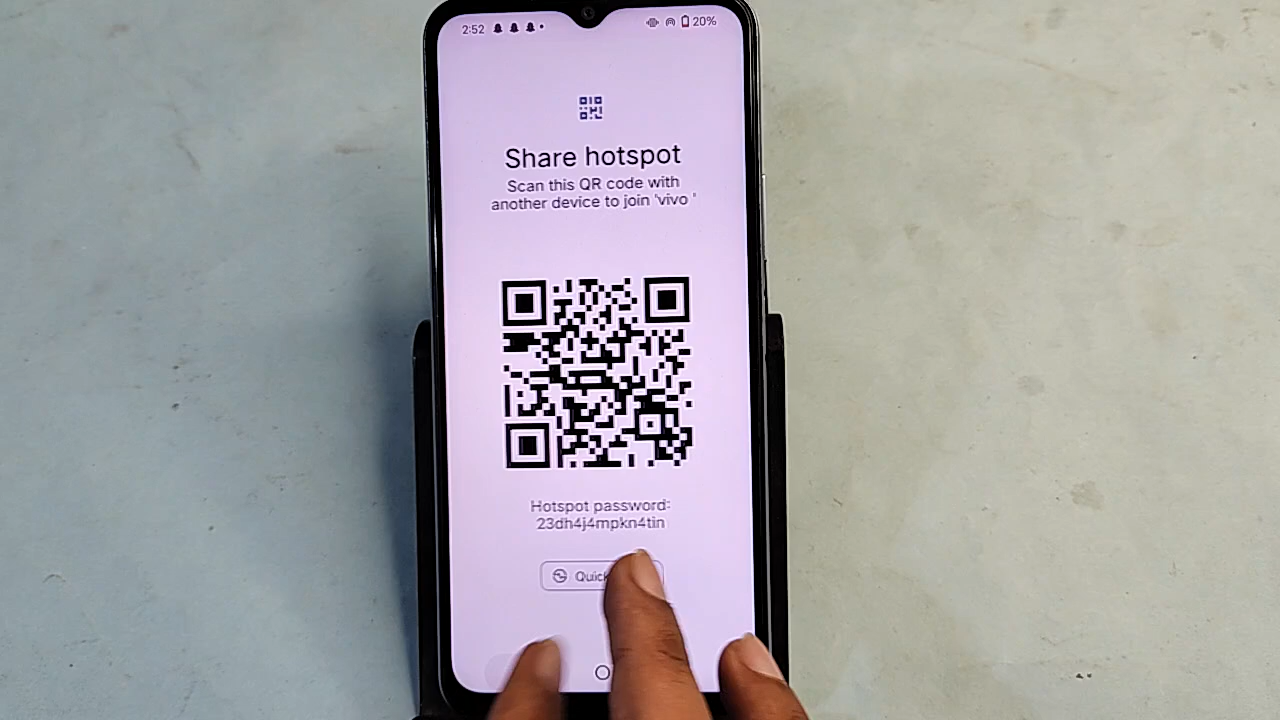 2:52
20%
Share hotspot
Scan this QR code with
another device to join 'vivo '
Hotspot password:
23dh4j4mpkn4tin